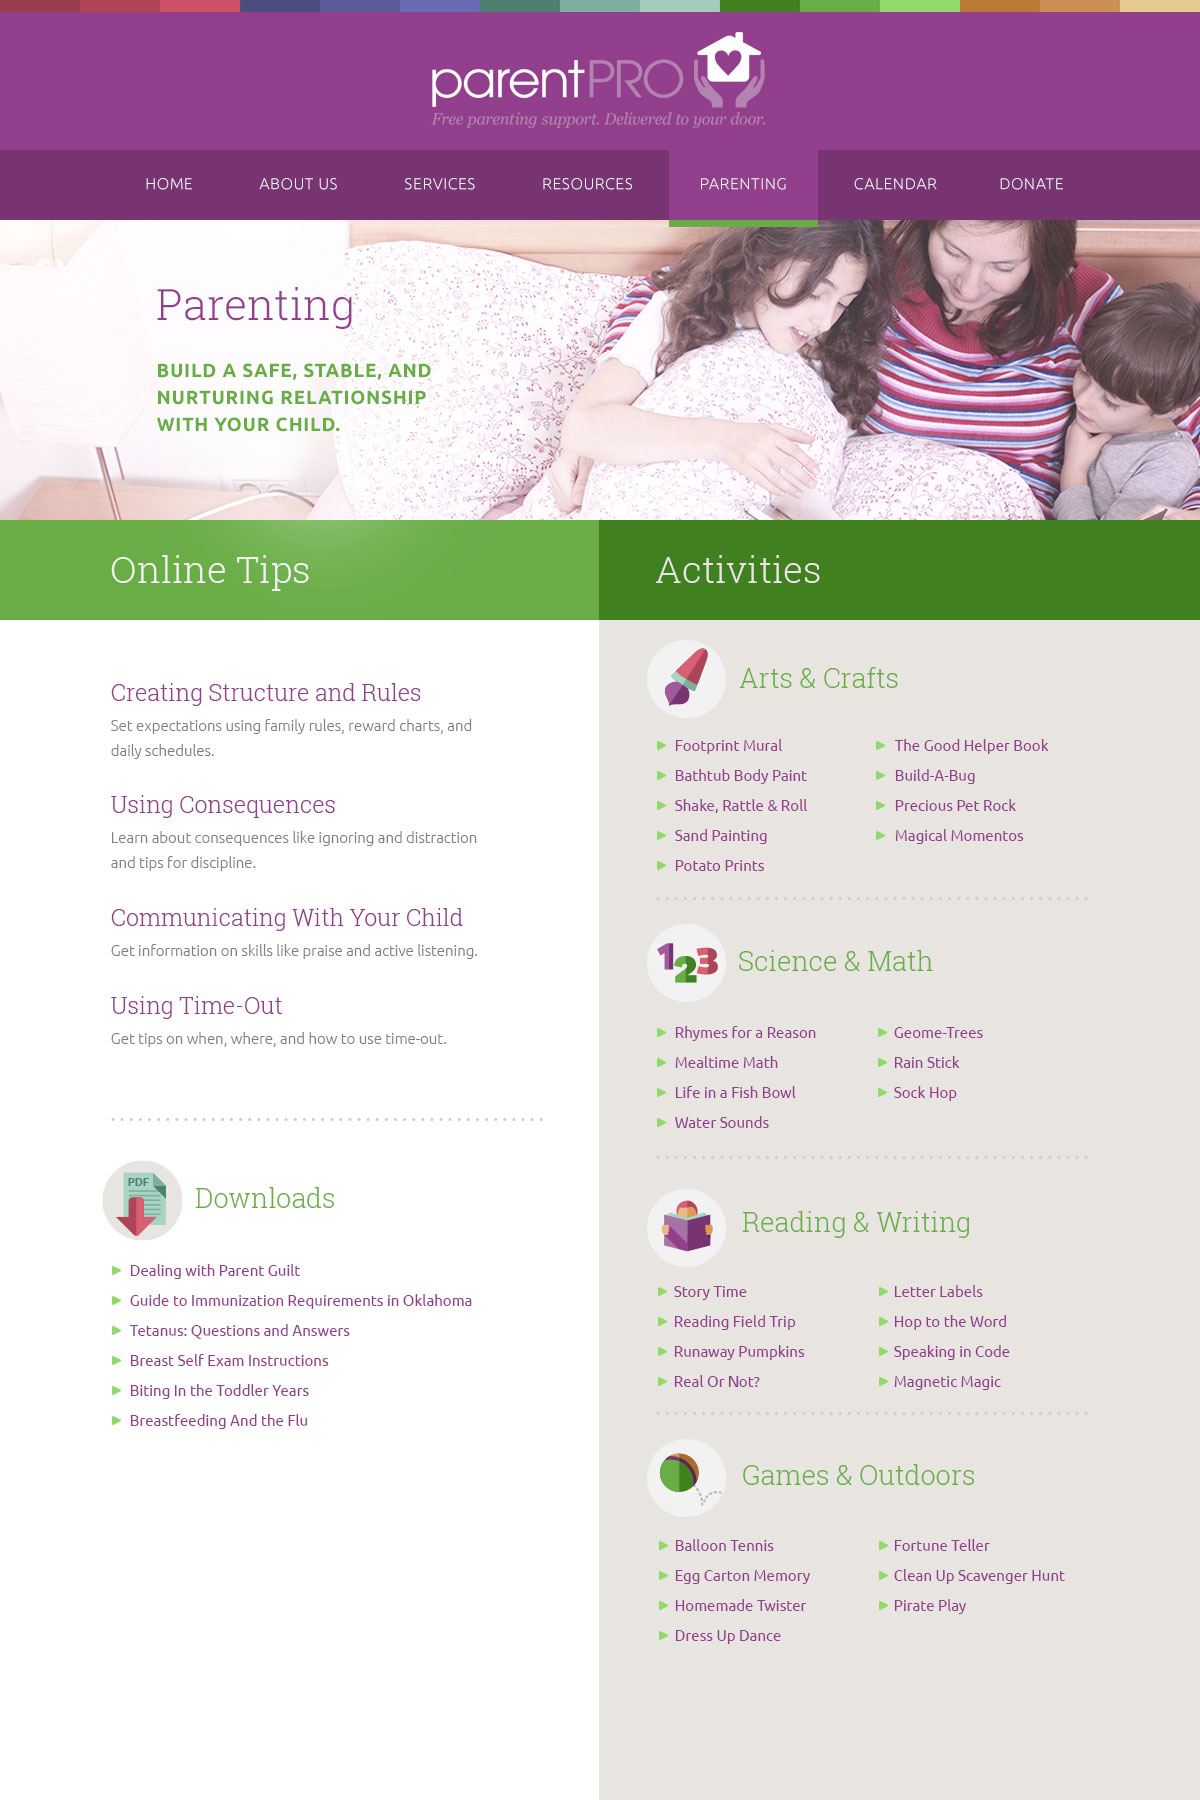 parentPRO
Free parenting support. Delivered to your door.
HOME
ABOUT US
SERVICES
RESOURCES
PARENTING
CALENDAR
DONATE
Parenting
BUILD A SAFE, STABLE, AND
NURTURING RELATIONSHIP
WITH YOUR CHILD.
Online Tips
Creating Structure and Rules
Set expectations using family rules, reward charts, and
daily schedules.
Using Consequences
Learn about consequences like ignoring and distraction
and tips for discipline.
Communicating With Your Child
Get information on skills like praise and active listening.
Using Time-Out
Get tips on when, where, and how to use time-out.
PDF
Downloads
Dealing with Parent Guilt
Guide to Immunization Requirements in Oklahoma
Tetanus: Questions and Answers
Breast Self Exam Instructions
Biting In the Toddler Years
Breastfeeding And the Flu
Activities
Arts & Crafts
Footprint Mural
Bathtub Body Paint
Shake, Rattle & Roll
Sand Painting
Potato Prints
The Good Helper Book
Build-A-Bug
Precious Pet Rock
Magical Momentos
123
Science & Math
Rhymes for a Reason
Mealtime Math
Life in a Fish Bowl
Water Sounds
Geome-Trees
Rain Stick
Sock Hop
Reading & Writing
Story Time
Reading Field Trip
Runaway Pumpkins
Real Or Not?
Letter Labels
Hop to the Word
Speaking in Code
Magnetic Magic
Games & Outdoors
Balloon Tennis
Egg Carton Memory
Homemade Twister
Dress Up Dance
Fortune Teller
Clean Up Scavenger Hunt
Pirate Play